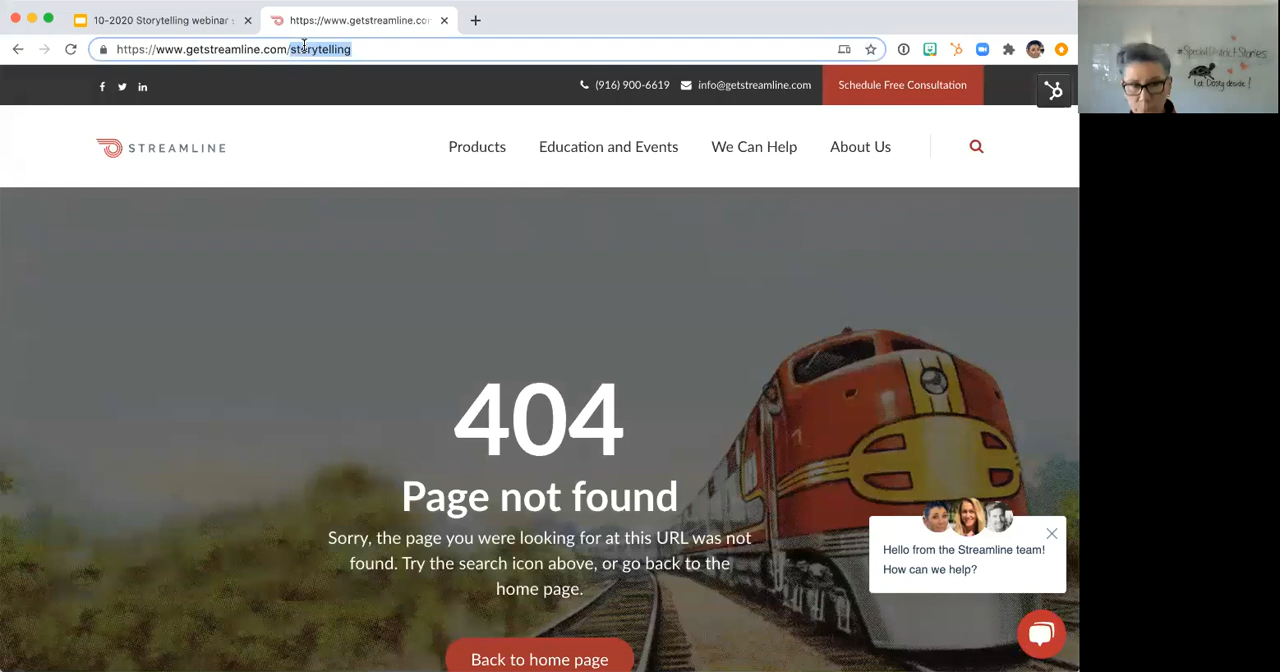 10-2020 Storytelling webinar
https://www.getstreamline.co
https://www.getstreamline.com/storytelling
(916) 900-6619
info@getstreamline.com
Schedule Free Consultation
STREAMLINE
Products
Education and Events
We Can Help
About Us
404
Page not found
Sorry, the page you were looking for at this URL was not
found. Try the search icon above, or go back to the
home page.
Back to home page
Hello from the Streamline team!
How can we help?
#SpecialDistrictStories